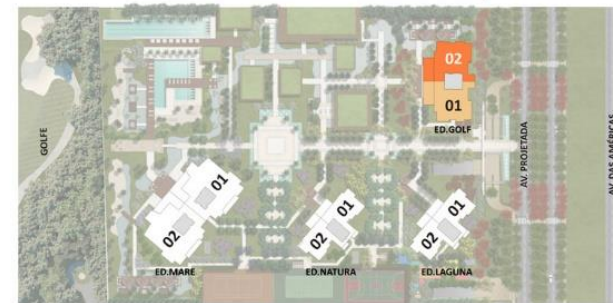 02
01
ED.GOLF
GOLFE
AV. PROJETADA
AV. DAS AMÉRICAS
01
02
ED.MARE
01
02
ED.NATURA
01
02
ED.LAGUNA